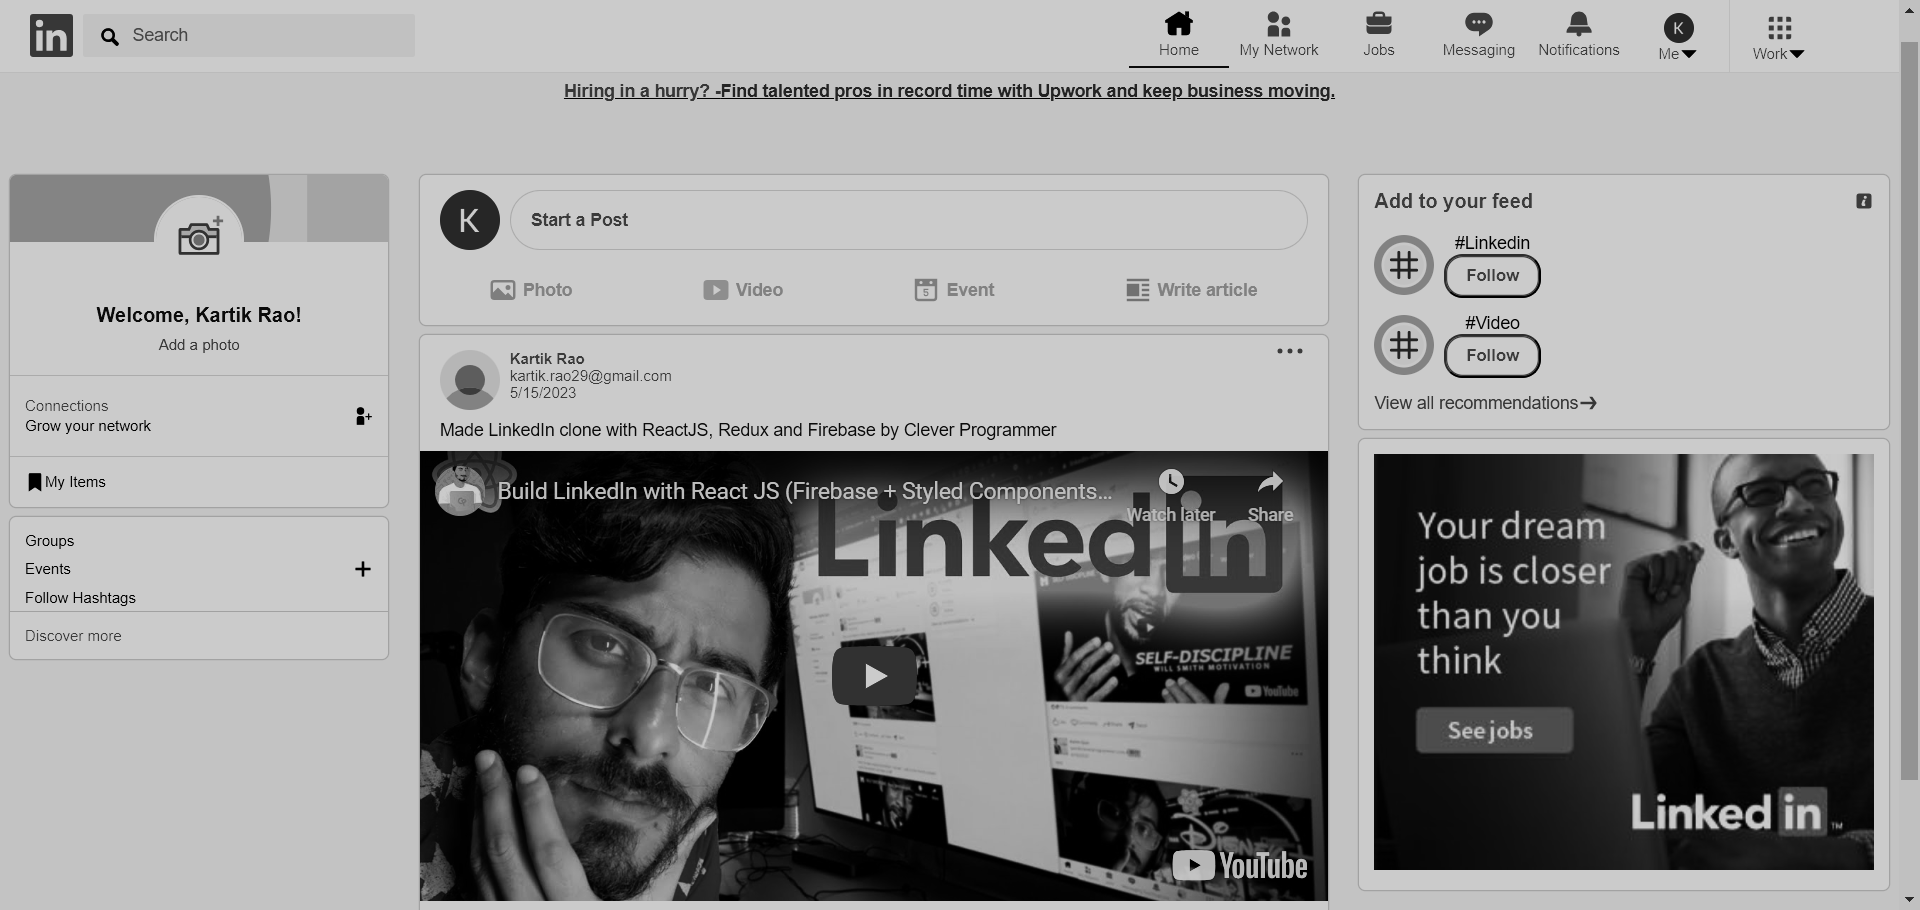 in
Search
Home
My Network
Jobs
Messaging
Notifications
K
Me
Work
Hiring in a hurry? -Find talented pros in record time with Upwork and keep business moving.
Welcome, Kartik Rao!
Add a photo
Connections
Grow your network
My Items
Groups
Events
Follow Hashtags
Discover more
K
Start a Post
Photo
Video
5
Event
Write article
Kartik Rao
kartik.rao29@gmail.com
5/15/2023
Made LinkedIn clone with ReactJS, Redux and Firebase by Clever Programmer
Build LinkedIn with React JS (Firebase + Styled Components...
Watch later
Share
Linkedin
SELF-DISCIPLINE
WILL SMITH MOTIVATION
YouTube
YouTube
Add to your feed
#Linkedin
Follow
#Video
Follow
View all recommendations
Your dream
job is closer
than you
think
See jobs
Linked in TM